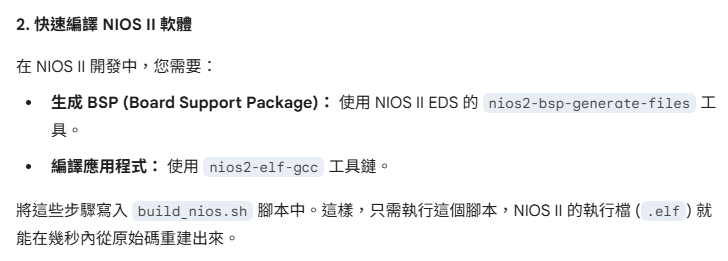 2. 快速編譯 NIOS II 軟體
在 NIOS II 開發中，您需要：
• 生成 BSP (Board Support Package)： 使用 NIOS II EDS 的 nios2-bsp-generate-files 工
具。
• 編譯應用程式： 使用 nios2-elf-gcc 工具鏈。
將這些步驟寫入 build_nios.sh 腳本中。這樣，只需執行這個腳本，NIOS II 的執行檔 (.elf) 就
能在幾秒內從原始碼重建出來。